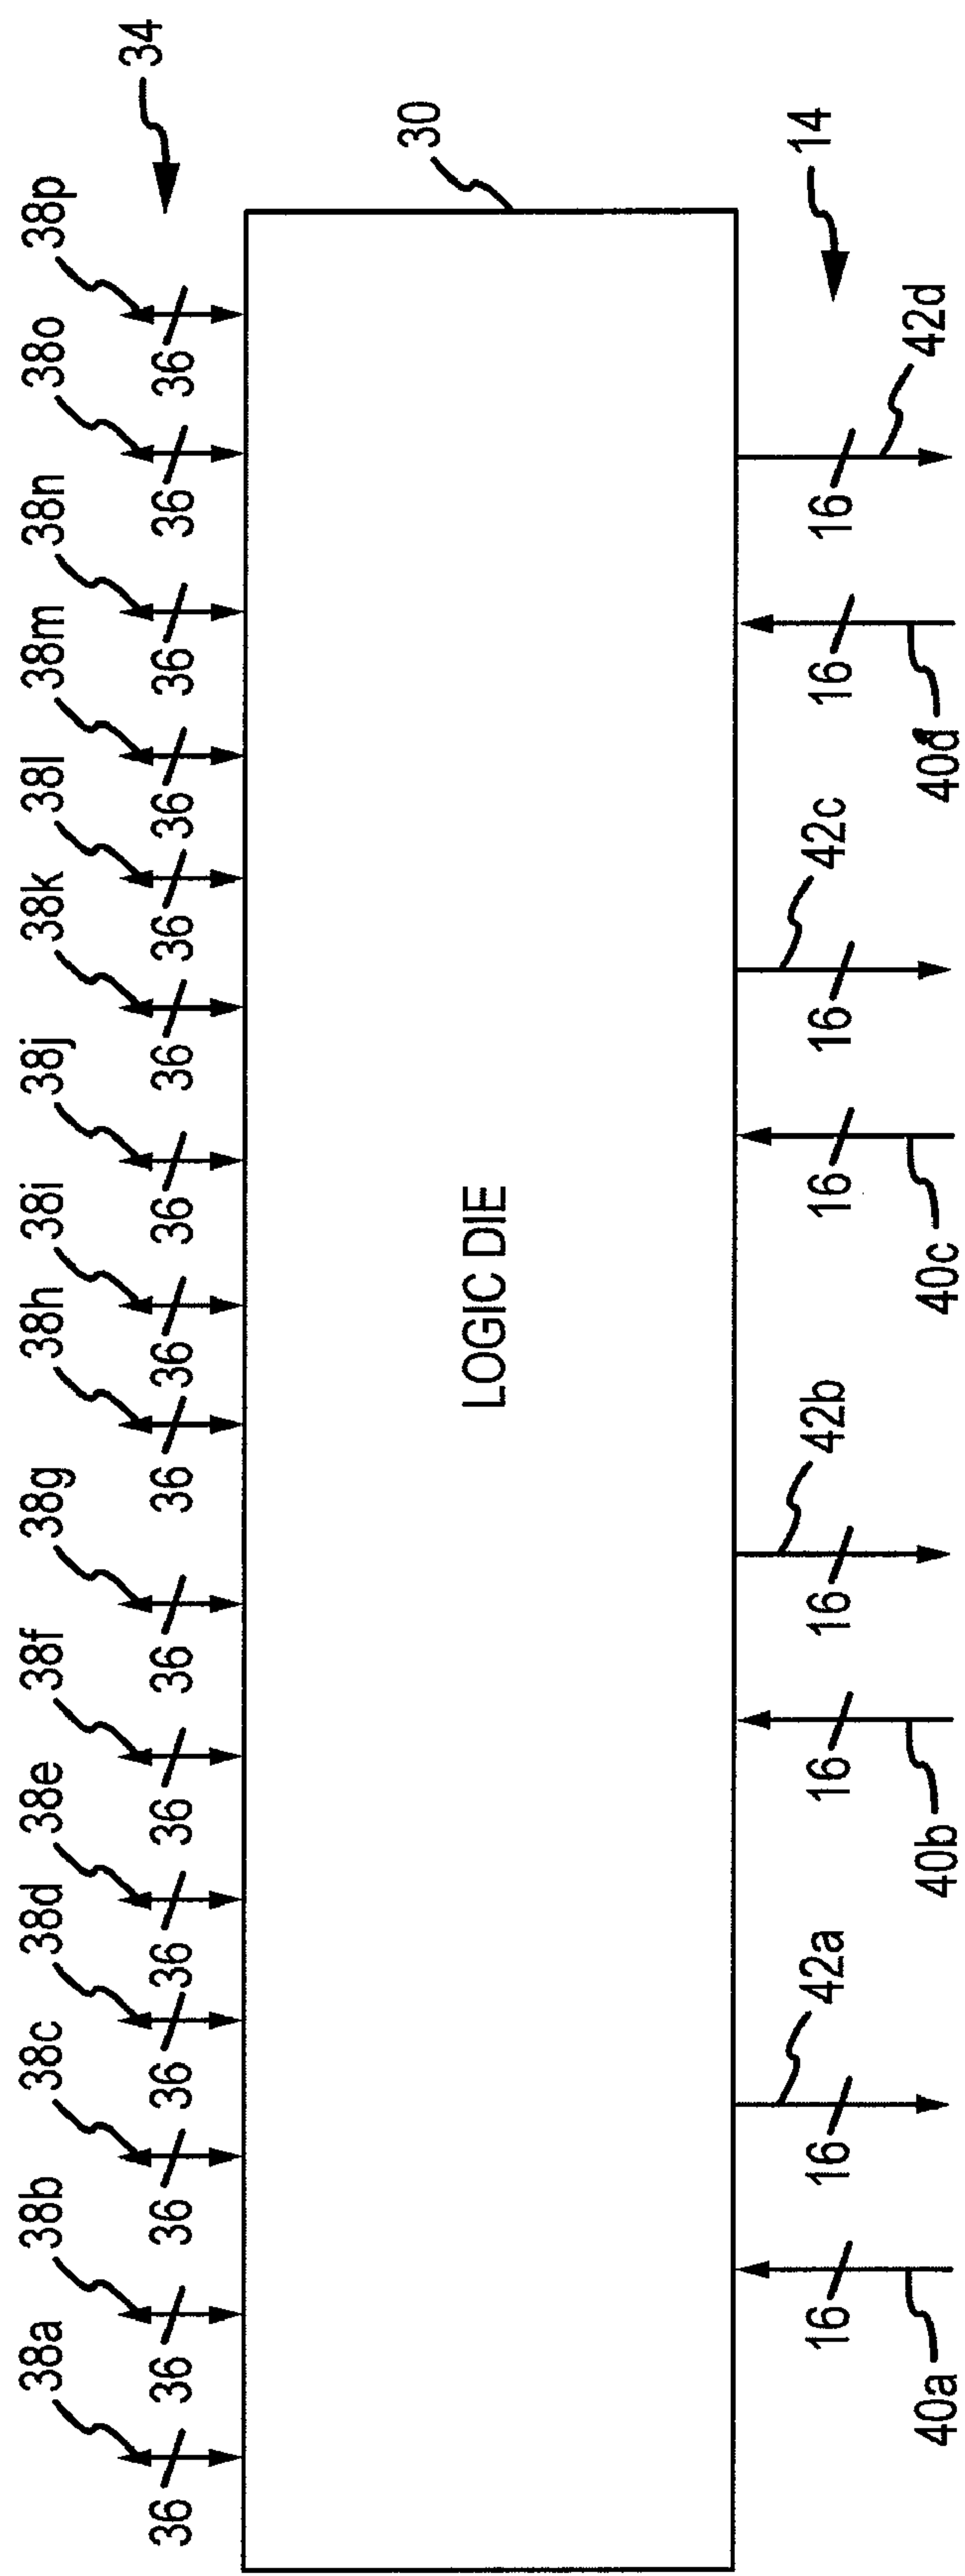 34
38a 38b 38c 38d 38e 38f 38g 38h 38i 38j 38k 38l 38m 38n 38o 38p
36 36 36 36 36 36 36 36 36 36 36 36 36 36 36 36
30
LOGIC DIE
14
42a 42b 42c 42d
16 16 16 16 16 16 16 16
40a 40b 40c 40d